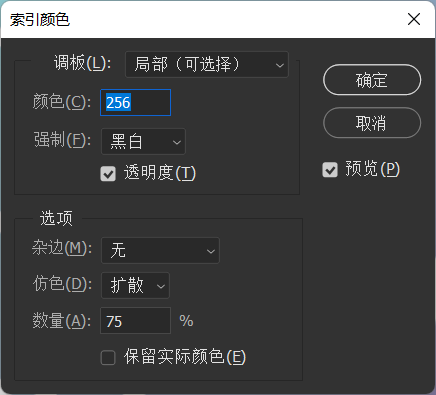 索引颜色
调板(L): 局部（可选择）
颜色(C): 256
强制(F): 黑白
透明度(T)
确定
取消
预览(P)
选项
杂边(M): 无
仿色(D): 扩散
数量(A): 75 %
保留实际颜色(E)